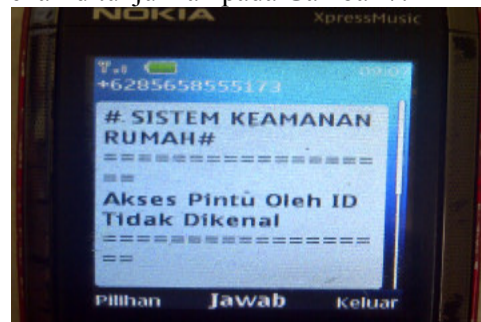 NOKIA
XpressMusic
+6285658555173
# SISTEM KEAMANAN
RUMAH#
=================
==
Akses Pintu Oleh ID
Tidak Dikenal
=================
==
Pilihan Jawab Keluar